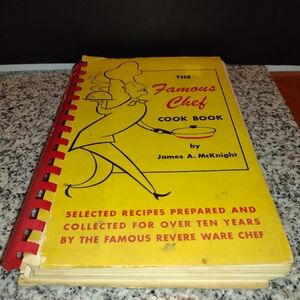 THE
Famous
Chef
COOK BOOK
by
James A. McKnight
SELECTED RECIPES PREPARED AND
COLLECTED FOR OVER TEN YEARS
BY THE FAMOUS REVERE WARE CHEF